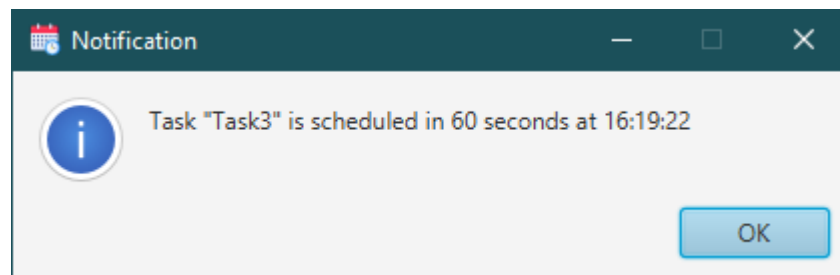 Notification
Task "Task3" is scheduled in 60 seconds at 16:19:22
OK